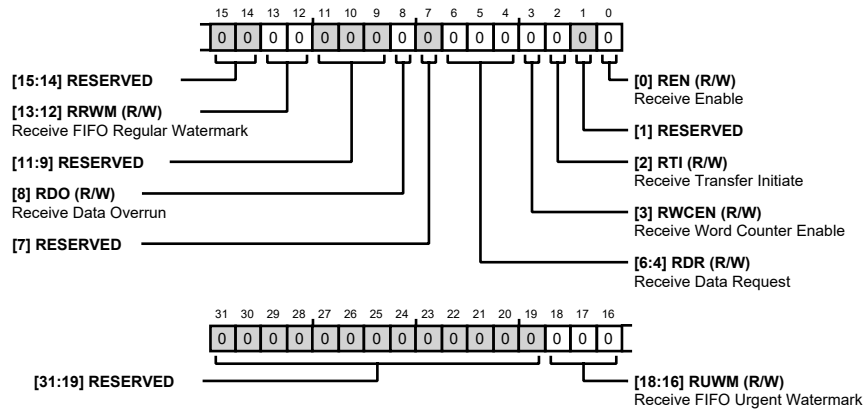 15 14 13 12 11 10 9 8 7 6 5 4 3 2 1 0
0 0 0 0 0 0 0 0 0 0 0 0 0 0 0 0
[15:14] RESERVED
[13:12] RRWM (R/W)
Receive FIFO Regular Watermark
[11:9] RESERVED
[8] RDO (R/W)
Receive Data Overrun
[7] RESERVED
[0] REN (R/W)
Receive Enable
[1] RESERVED
[2] RTI (R/W)
Receive Transfer Initiate
[3] RWCEN (R/W)
Receive Word Counter Enable
[6:4] RDR (R/W)
Receive Data Request
31 30 29 28 27 26 25 24 23 22 21 20 19 18 17 16
0 0 0 0 0 0 0 0 0 0 0 0 0 0 0 0
[31:19] RESERVED
[18:16] RUWM (R/W)
Receive FIFO Urgent Watermark